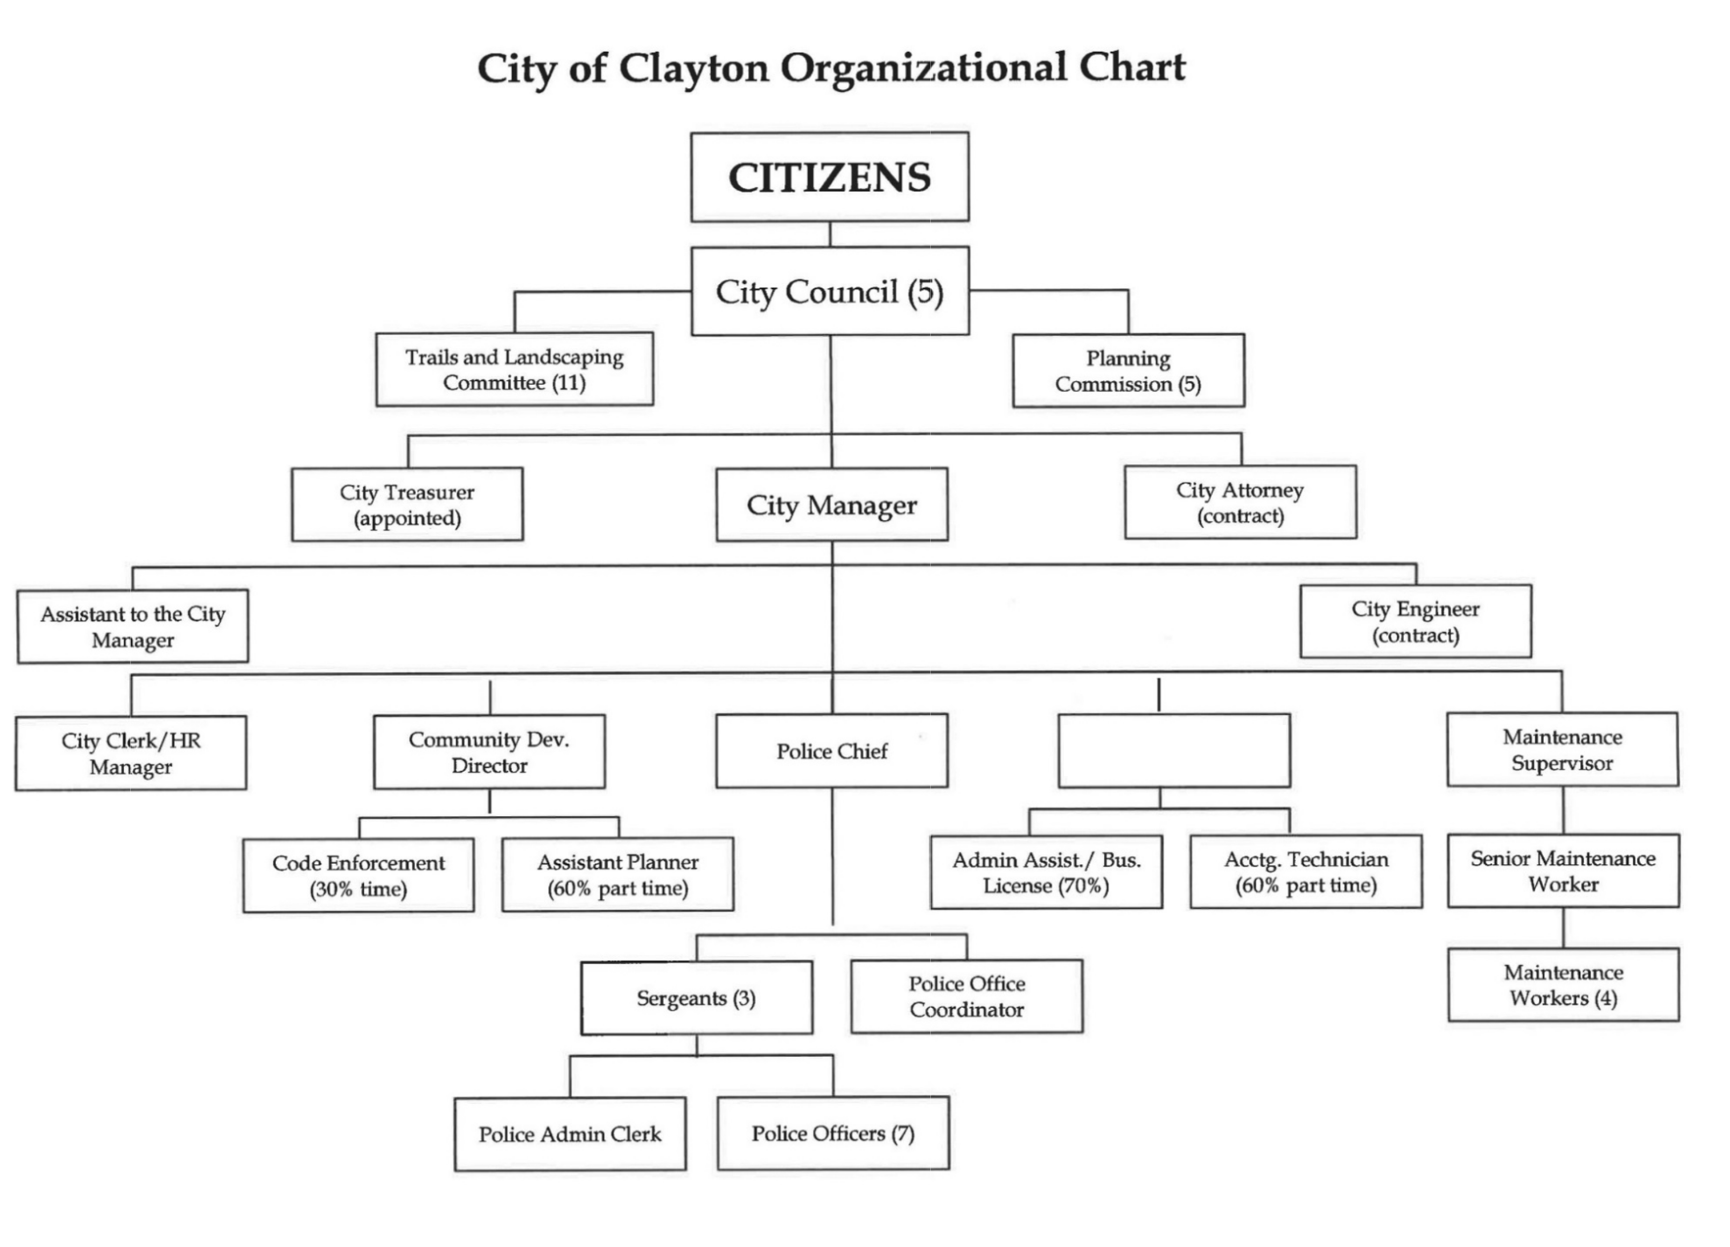 City of Clayton Organizational Chart
CITIZENS
City Council (5)
Trails and Landscaping
Committee (11)
Planning
Commission (5)
City Treasurer
(appointed)
City Manager
City Attorney
(contract)
Assistant to the City
Manager
City Engineer
(contract)
City Clerk/HR
Manager
Community Dev.
Director
Police Chief
Maintenance
Supervisor
Code Enforcement
(30% time)
Assistant Planner
(60% part time)
Admin Assist./ Bus.
License (70%)
Acctg. Technician
(60% part time)
Senior Maintenance
Worker
Sergeants (3)
Police Office
Coordinator
Maintenance
Workers (4)
Police Admin Clerk
Police Officers (7)